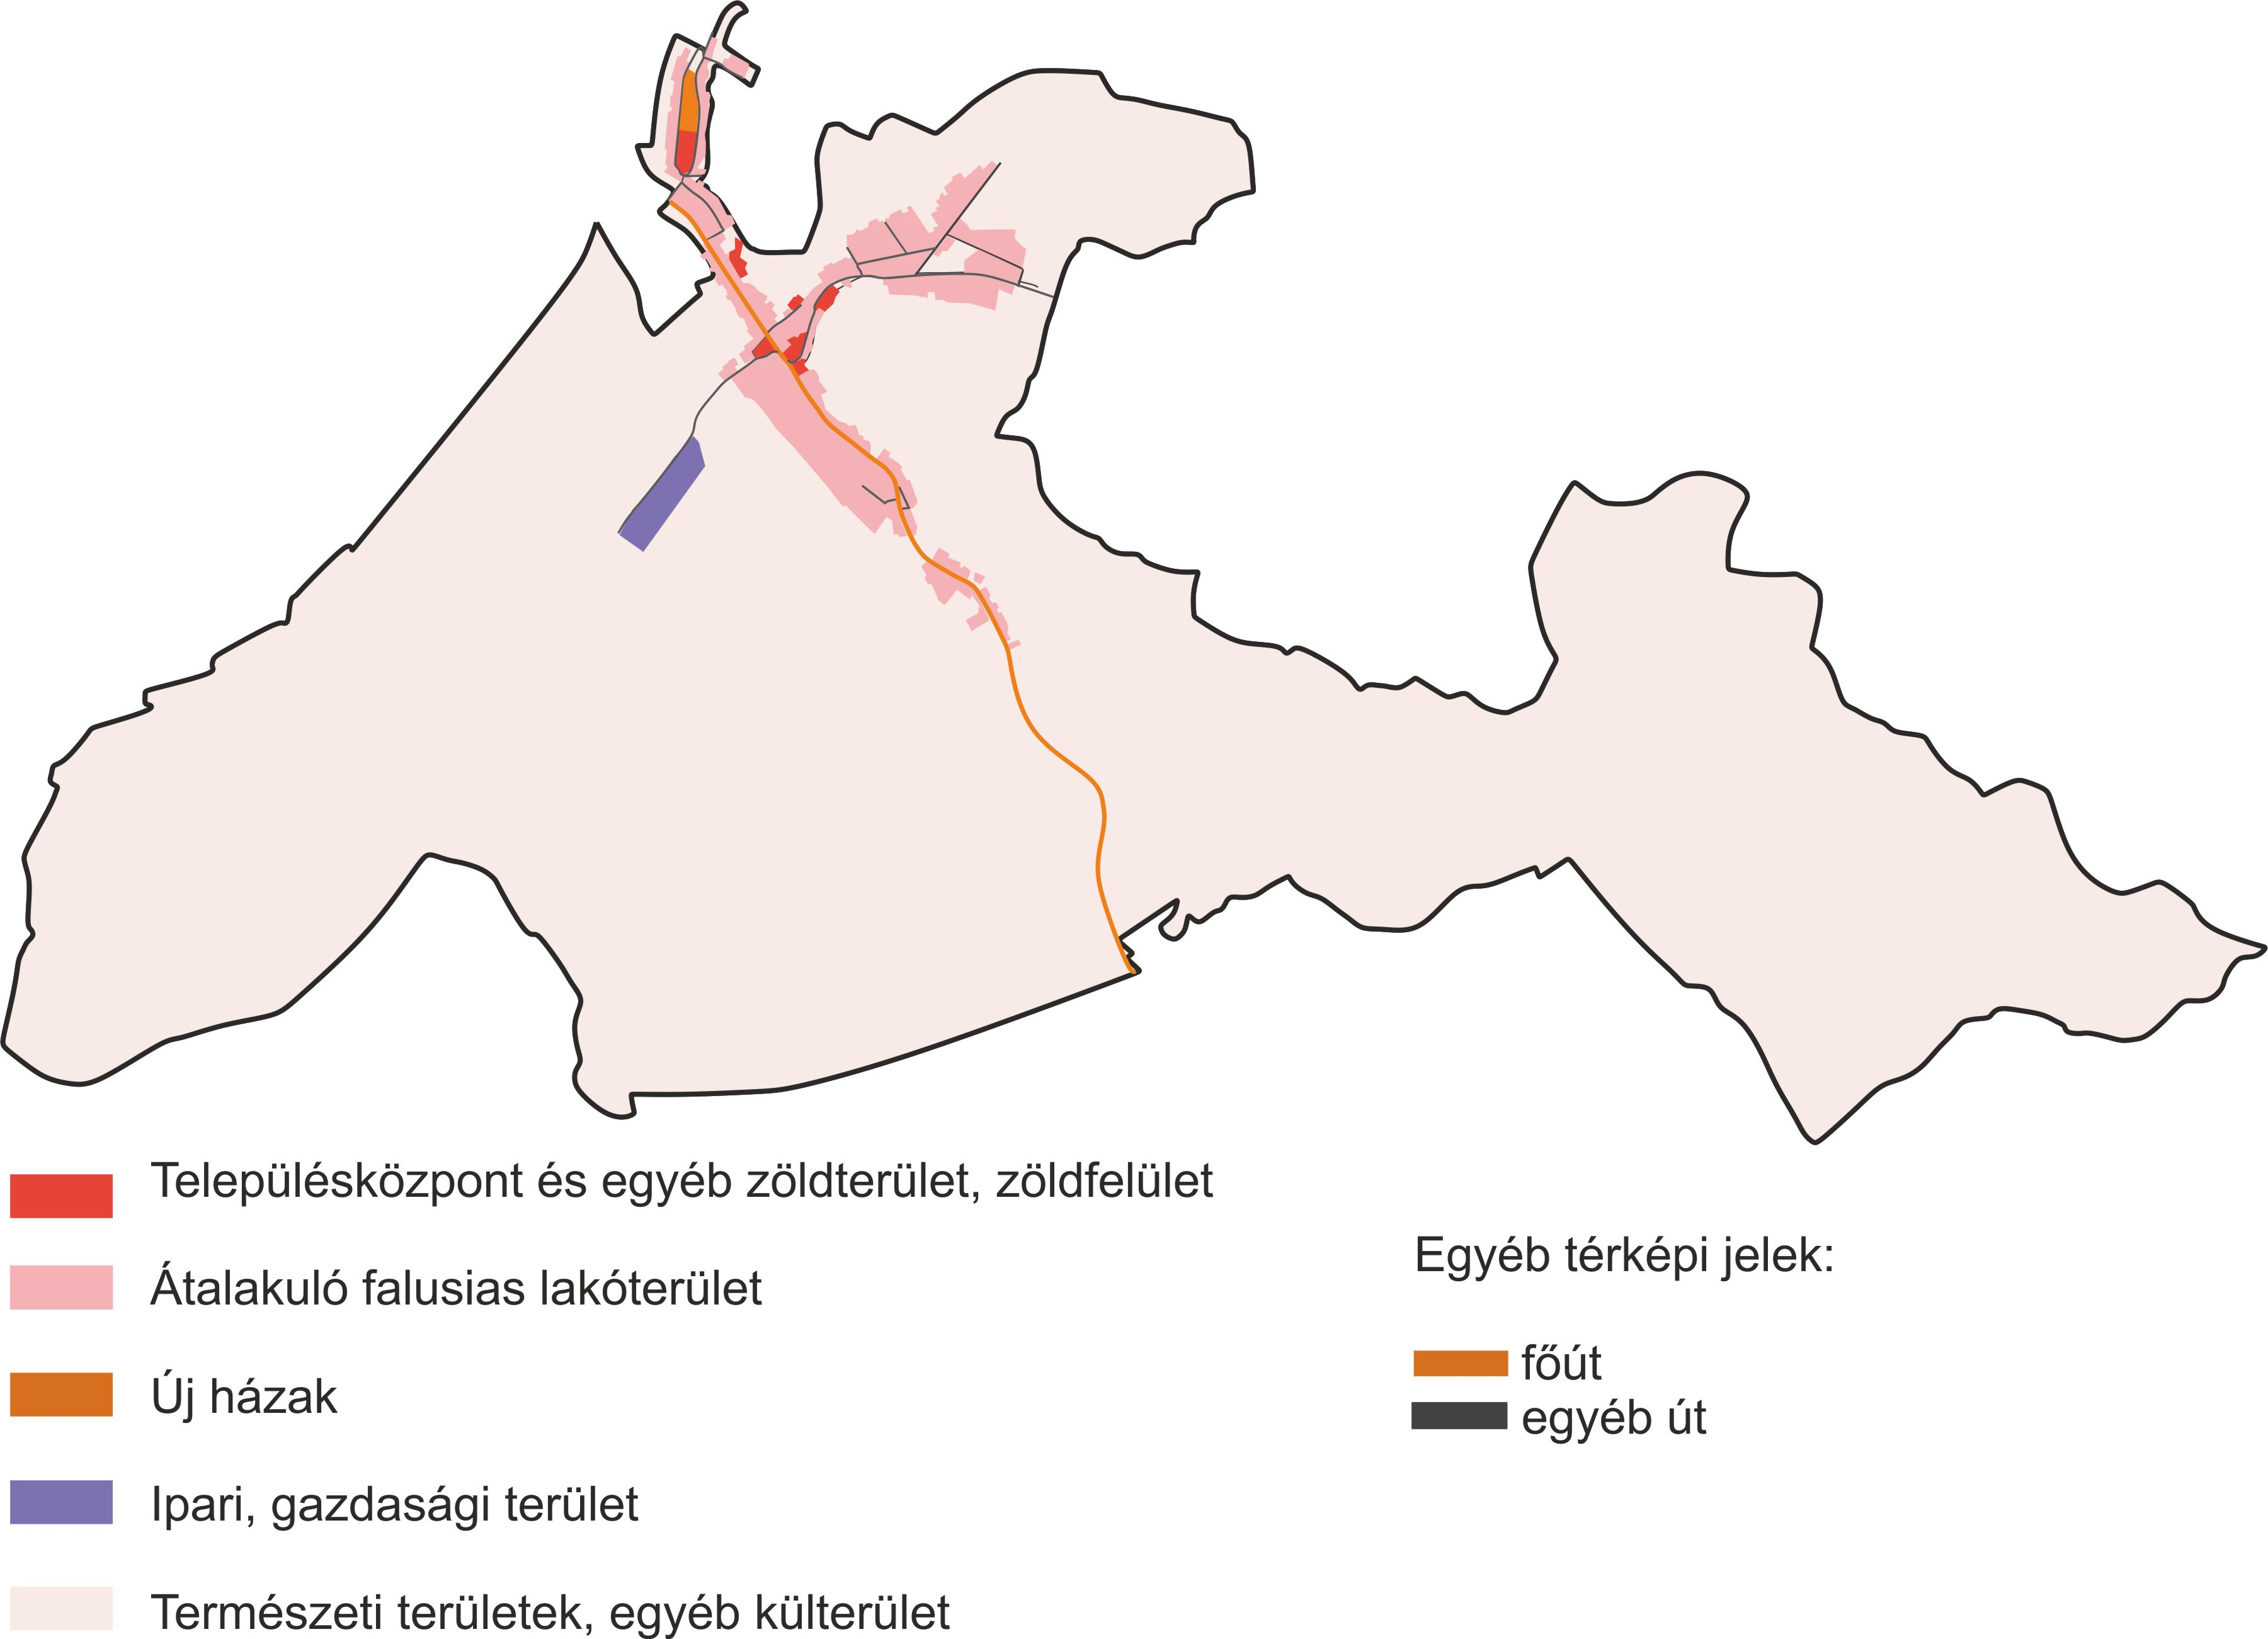 Településközpont és egyéb zöldterület, zöldfelület
Átalakuló falusias lakóterület
Új házak
Ipari, gazdasági terület
Természeti területek, egyéb külterület
Egyéb térképi jelek:
főút
egyéb út